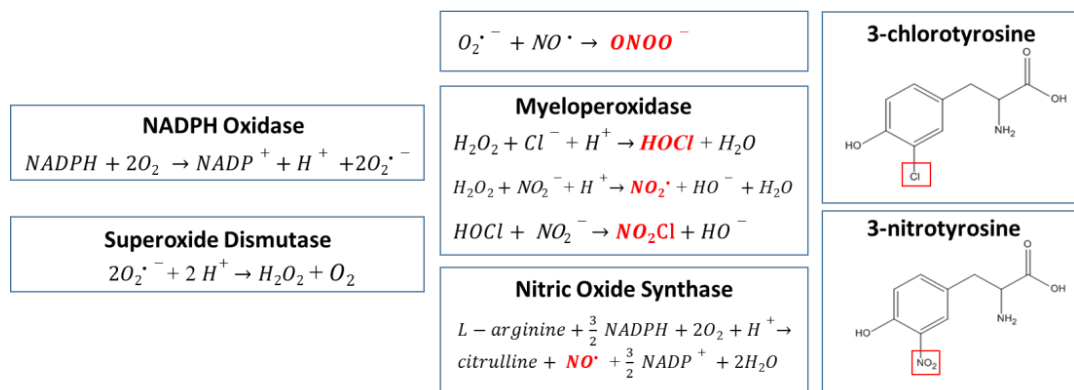 NADPH Oxidase
NADPH + 2O₂ → NADP⁺ + H⁺ + 2O₂•⁻
Superoxide Dismutase
2O₂•⁻ + 2 H⁺ → H₂O₂ + O₂
O₂•⁻ + NO• → ONOO⁻
Myeloperoxidase
H₂O₂ + Cl⁻ + H⁺ → HOCl + H₂O
H₂O₂ + NO₂⁻ + H⁺ → NO₂• + HO⁻ + H₂O
HOCl + NO₂⁻ → NO₂Cl + HO⁻
Nitric Oxide Synthase
L − arginine + 3/2 NADPH + 2O₂ + H⁺ →
citrulline + NO• + 3/2 NADP⁺ + 2H₂O
3-chlorotyrosine
O
OH
NH₂
HO
Cl
3-nitrotyrosine
O
OH
NH₂
HO
NO₂